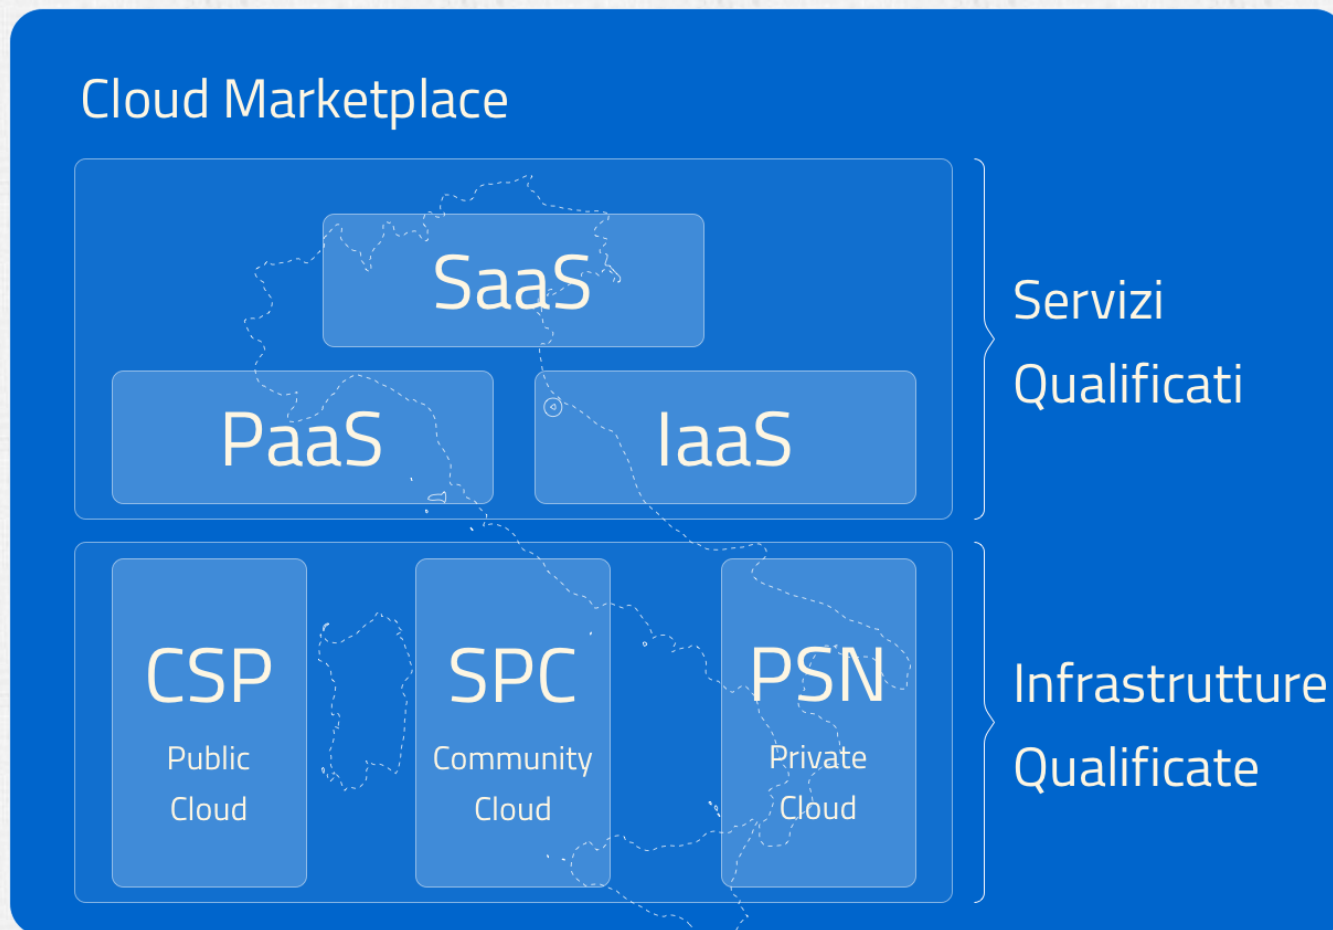 Cloud Marketplace
SaaS
PaaS
IaaS
Servizi
Qualificati
CSP
Public
Cloud
SPC
Community
Cloud
PSN
Private
Cloud
Infrastrutture
Qualificate